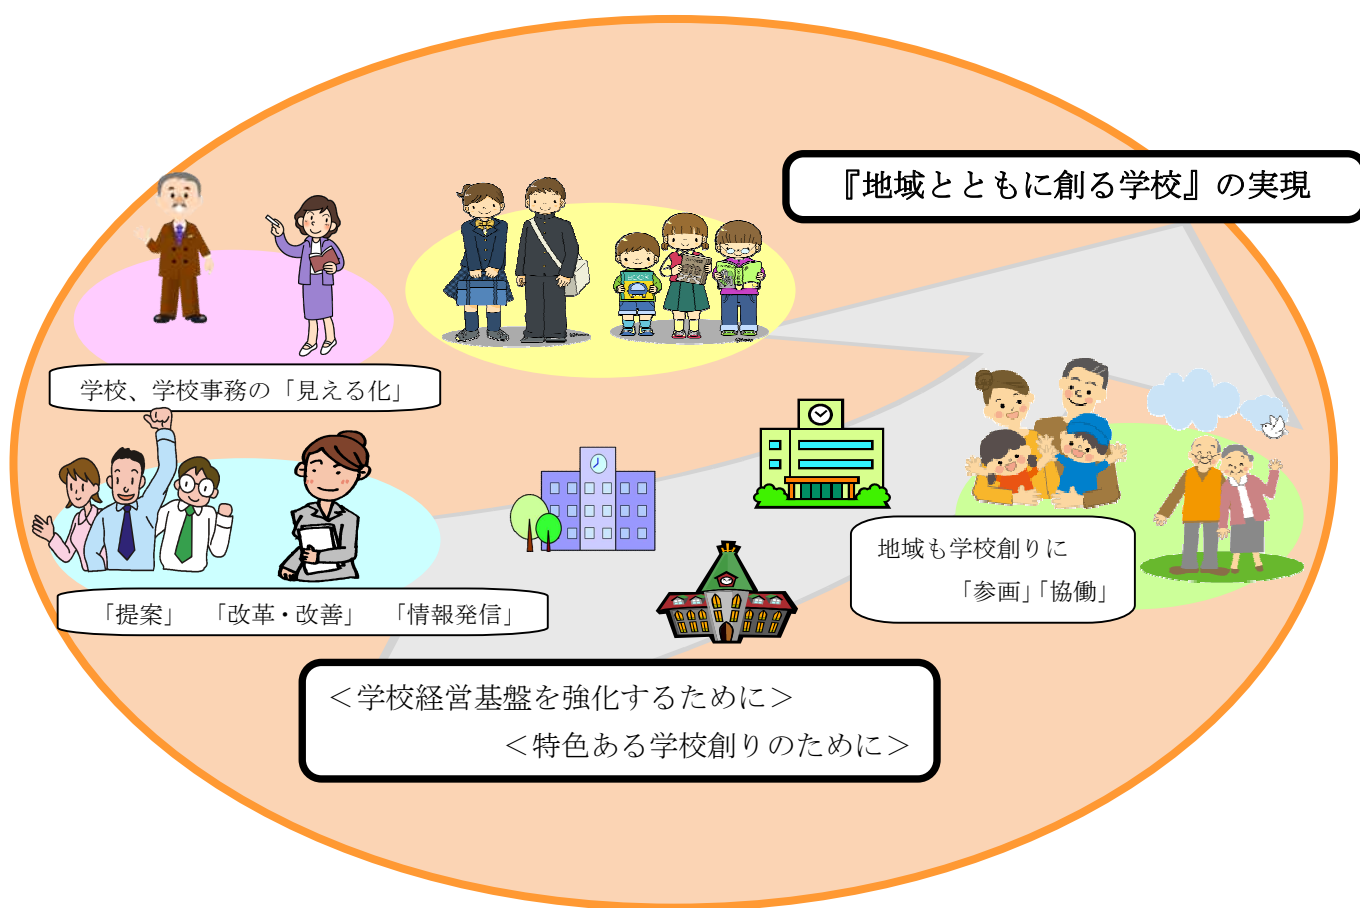 『地域とともに創る学校』の実現
学校、学校事務の「見える化」
「提案」 「改革・改善」 「情報発信」
地域も学校創りに
「参画」「協働」
＜学校経営基盤を強化するために＞
＜特色ある学校創りのために＞